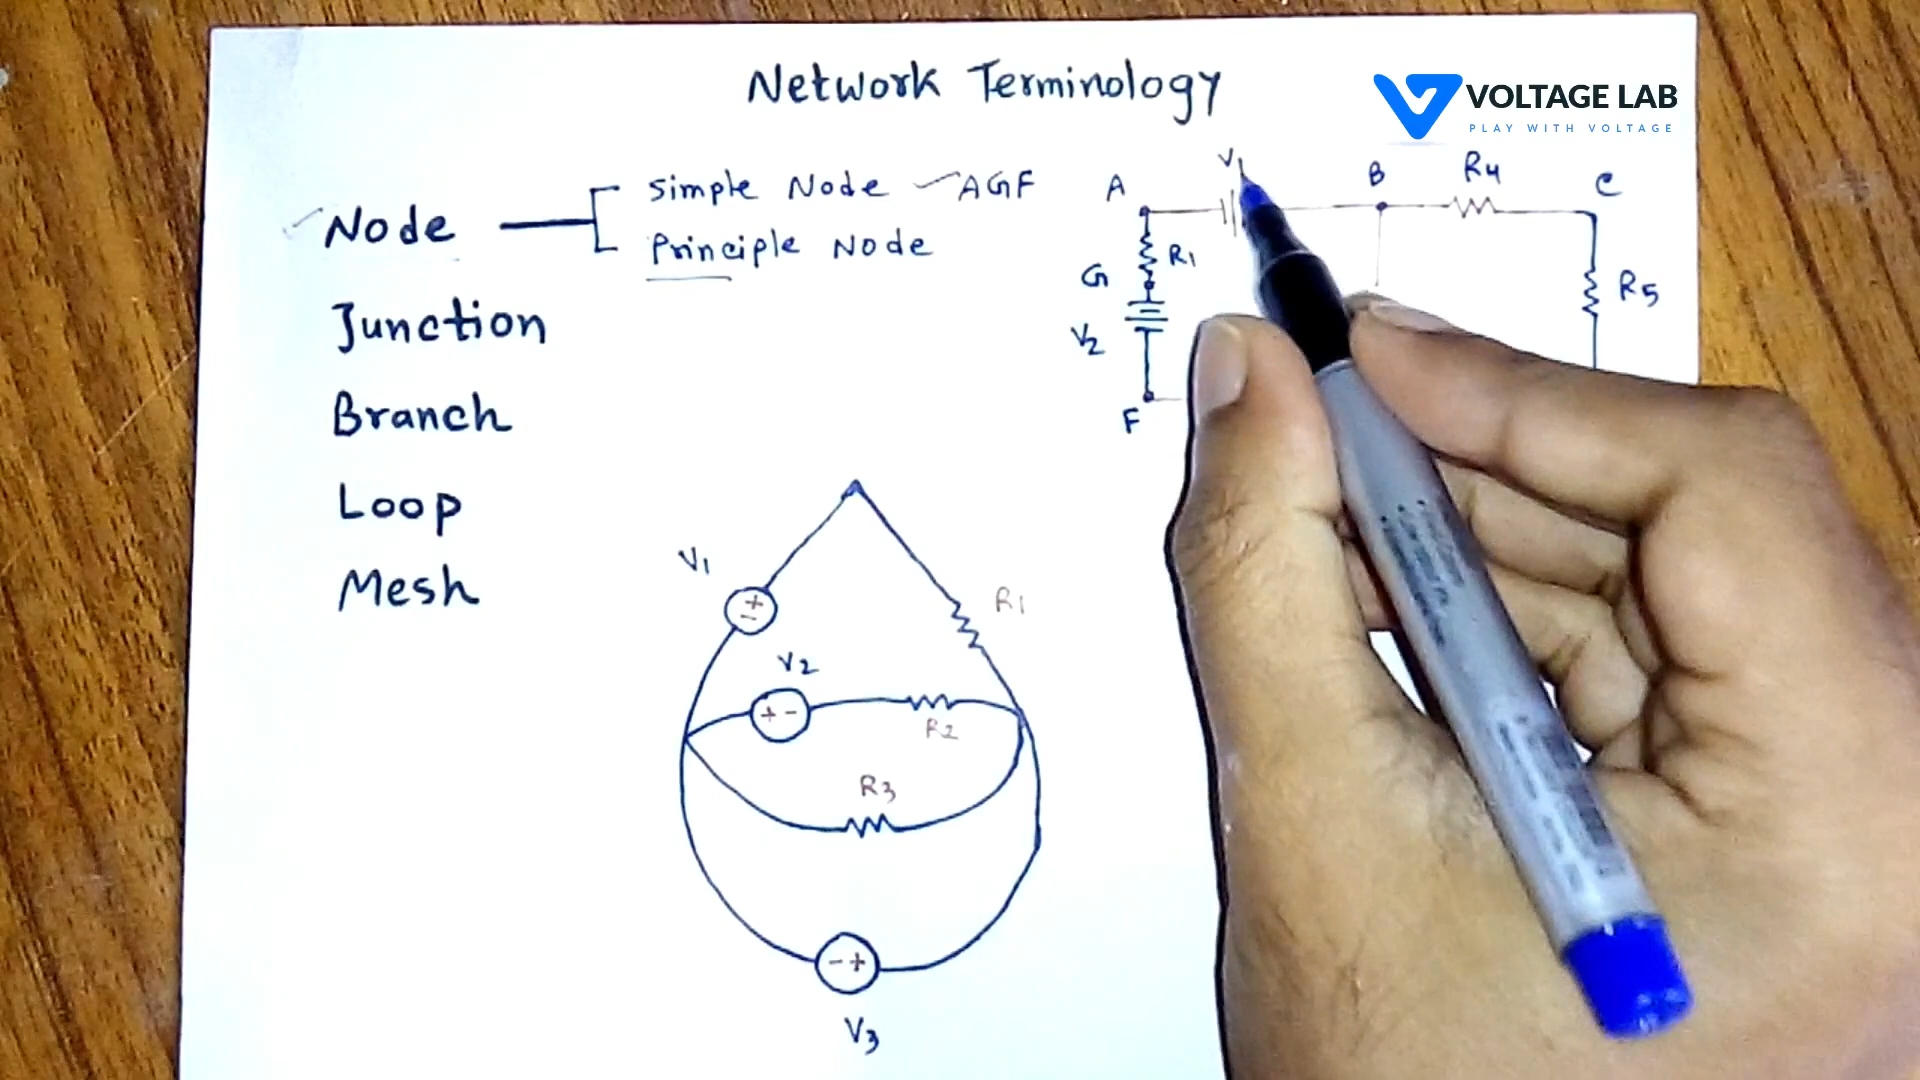 Network Terminology
VOLTAGE LAB
PLAY WITH VOLTAGE
Node
Simple Node AGF
Principle Node
Junction
Branch
Loop
Mesh
A
B
R4
C
R1
G
V2
F
R5
V1
R1
V2
R2
R3
- +
V3